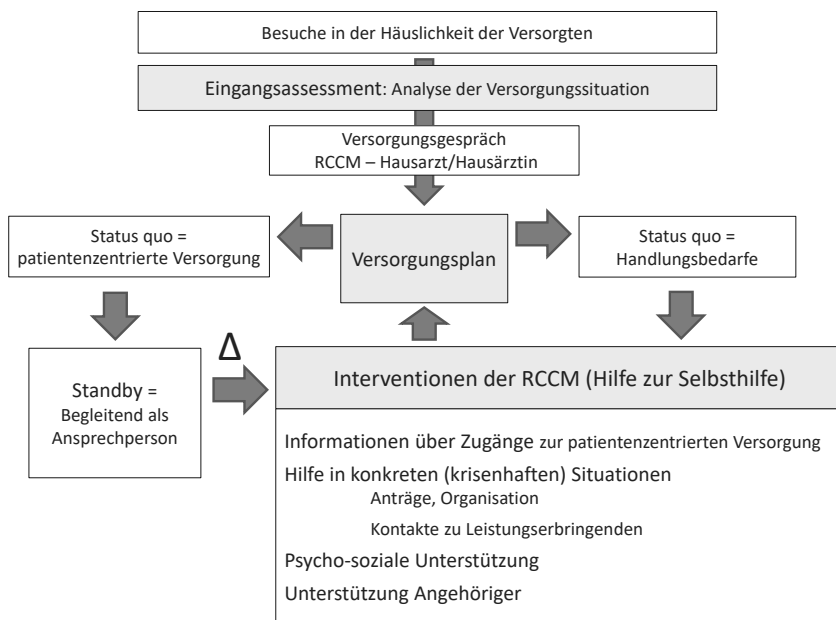 Besuche in der Häuslichkeit der Versorgten
Eingangsassessment: Analyse der Versorgungssituation
Versorgungsgespräch
RCCM – Hausarzt/Hausärztin
Status quo =
patientenzentrierte Versorgung
Versorgungsplan
Status quo =
Handlungsbedarfe
Standby =
Begleitend als
Ansprechperson
Δ
Interventionen der RCCM (Hilfe zur Selbsthilfe)
Informationen über Zugänge zur patientenzentrierten Versorgung
Hilfe in konkreten (krisenhaften) Situationen
Anträge, Organisation
Kontakte zu Leistungserbringenden
Psycho-soziale Unterstützung
Unterstützung Angehöriger